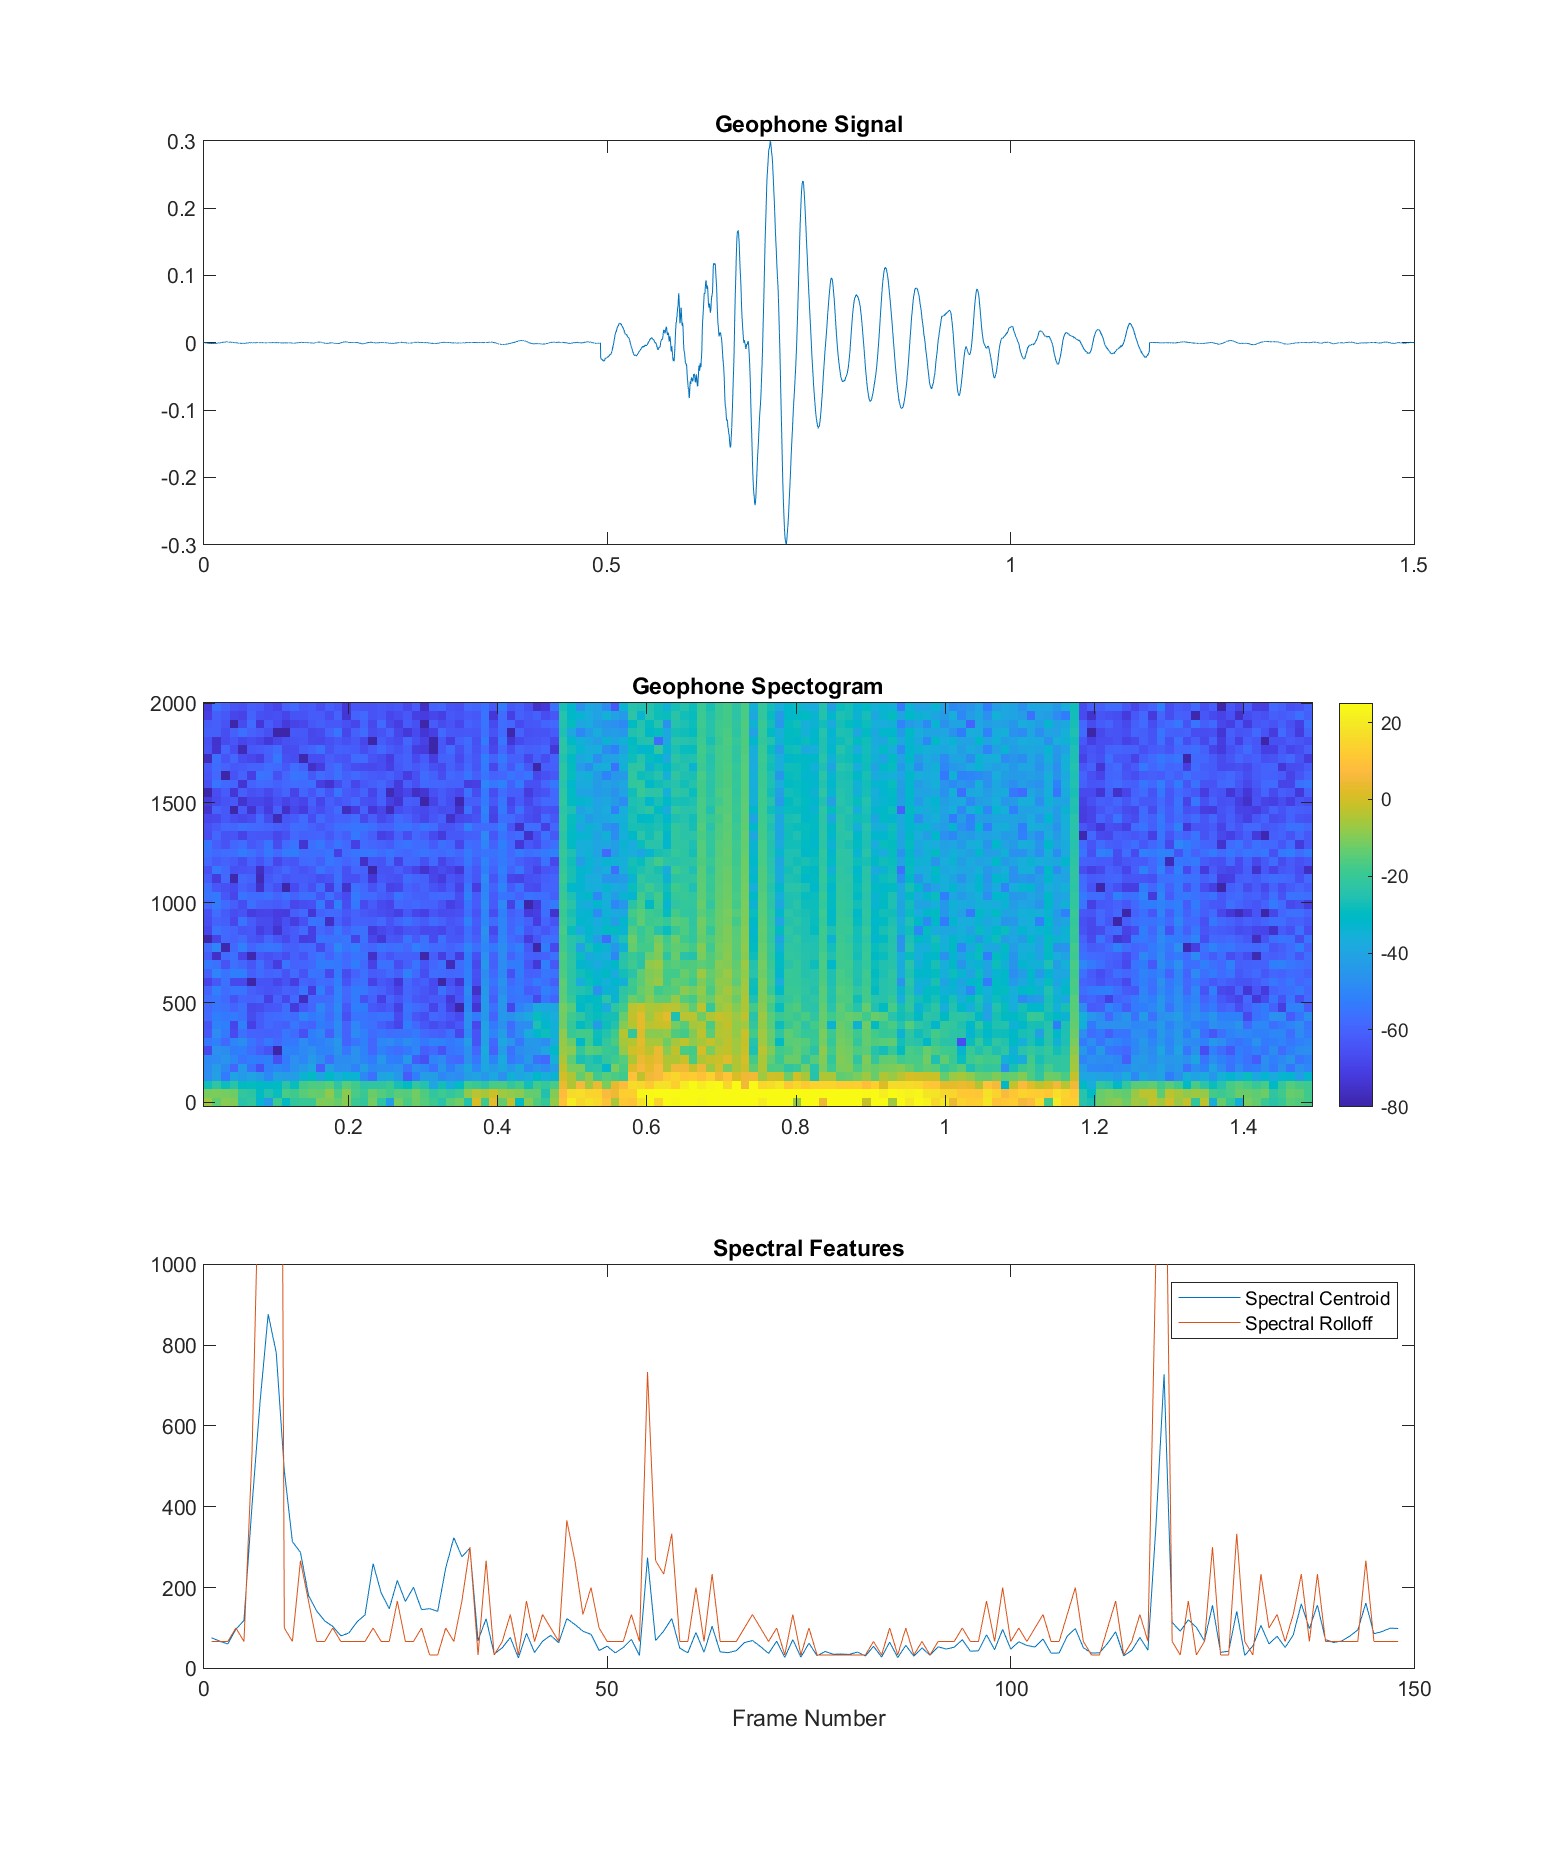 Geophone Signal
0.3
0.2
0.1
0
-0.1
-0.2
-0.3
0 0.5 1 1.5
Geophone Spectogram
2000
1500
1000
500
0
20
0
-20
-40
-60
-80
0.2 0.4 0.6 0.8 1 1.2 1.4
Spectral Features
1000
800
600
400
200
0
Spectral Centroid
Spectral Rolloff
0 50 100 150
Frame Number